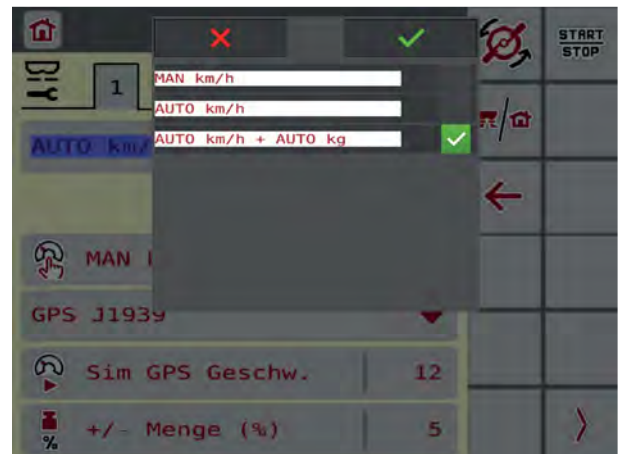 START
STOP
1
MAN km/h
AUTO km/h
AUTO km/h + AUTO kg
AUTO km/
MAN
GPS J1939
Sim GPS Geschw. 12
% +/- Menge (%) 5